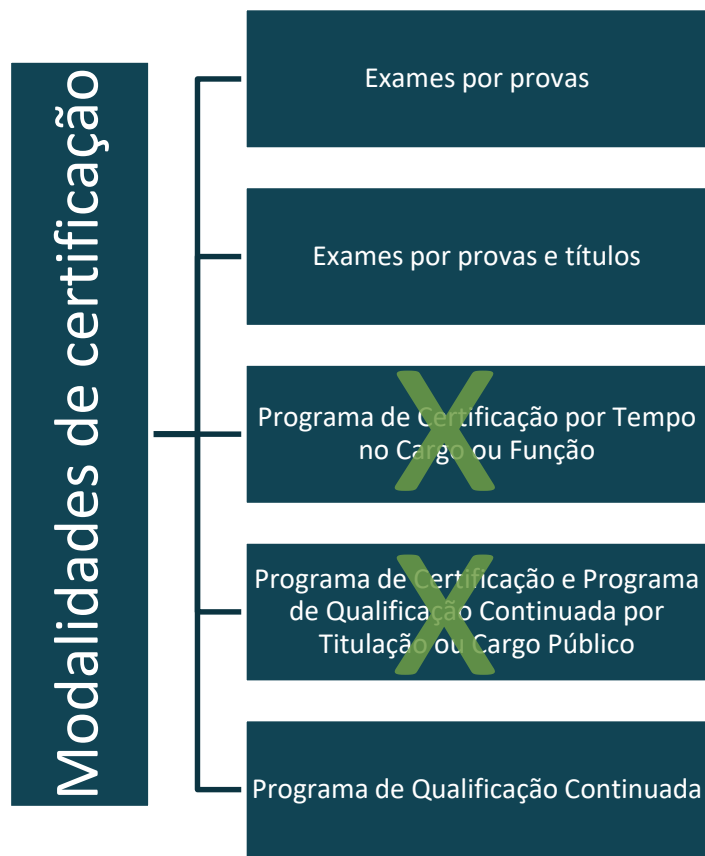 Modalidades de certificação
Exames por provas
Exames por provas e títulos
Programa de Certificação por Tempo
no Cargo ou Função
X
Programa de Certificação e Programa
de Qualificação Continuada por
Titulação ou Cargo Público
X
Programa de Qualificação Continuada